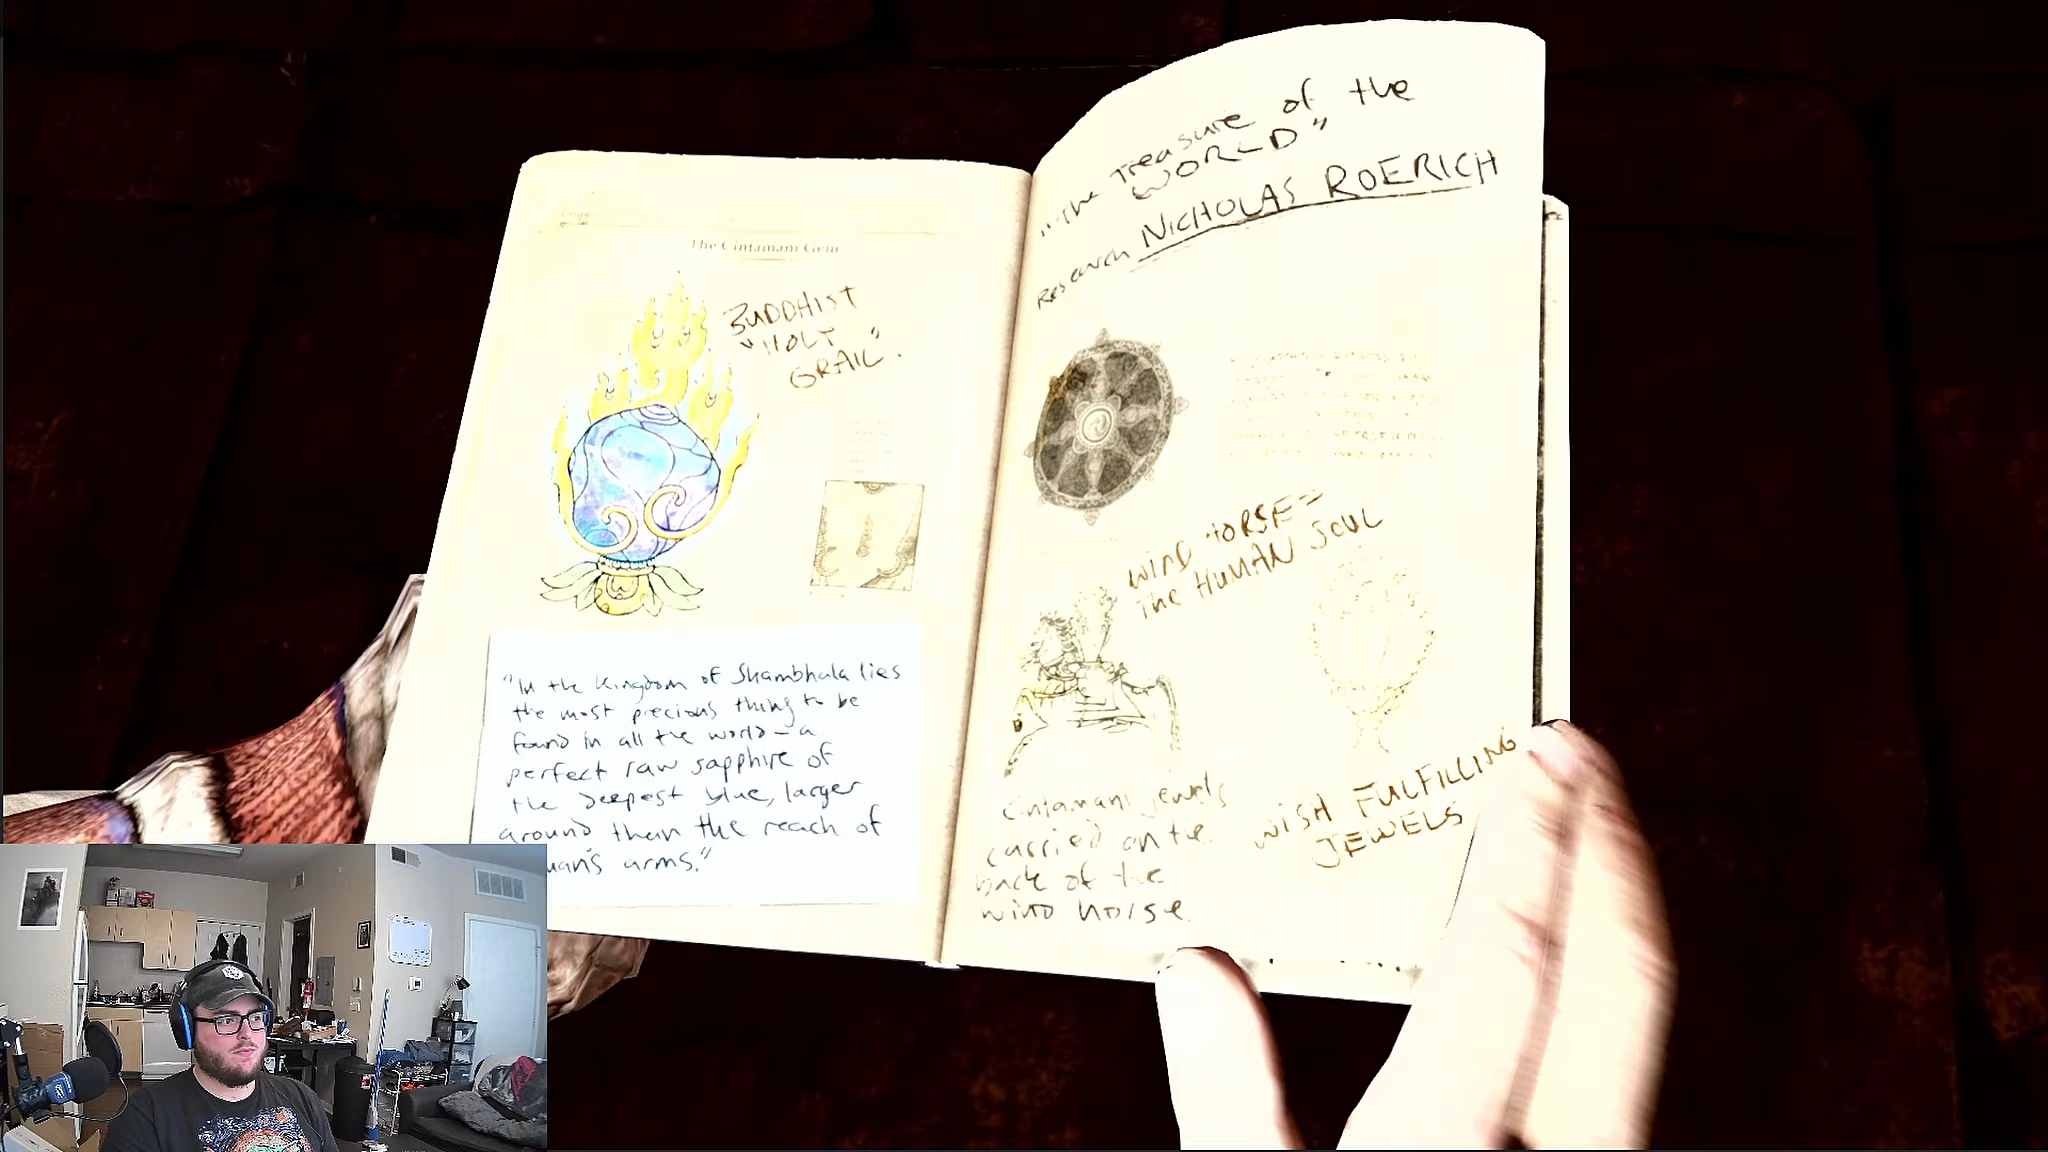 The Cintamani Gem
BUDDHIST
"HOLY
GRAIL".
"In the Kingdom of Shambhala lies
the most precious thing to be
found in all the world – a
perfect raw sapphire of
the deepest blue, larger
around than the reach of
man's arms."
"The Treasure of the
WORLD"
Research NICHOLAS ROERICH
WIND HORSE =
THE HUMAN SOUL
Cintamani jewels
carried on the
back of the
wind horse.
WISH FULFILLING
JEWELS